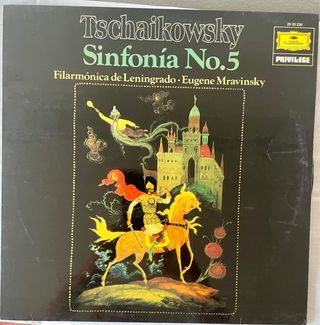 Tschaikowsky
Sinfonía No.5
Filarmónica de Leningrado · Eugene Mravinsky
PRIVILEGE